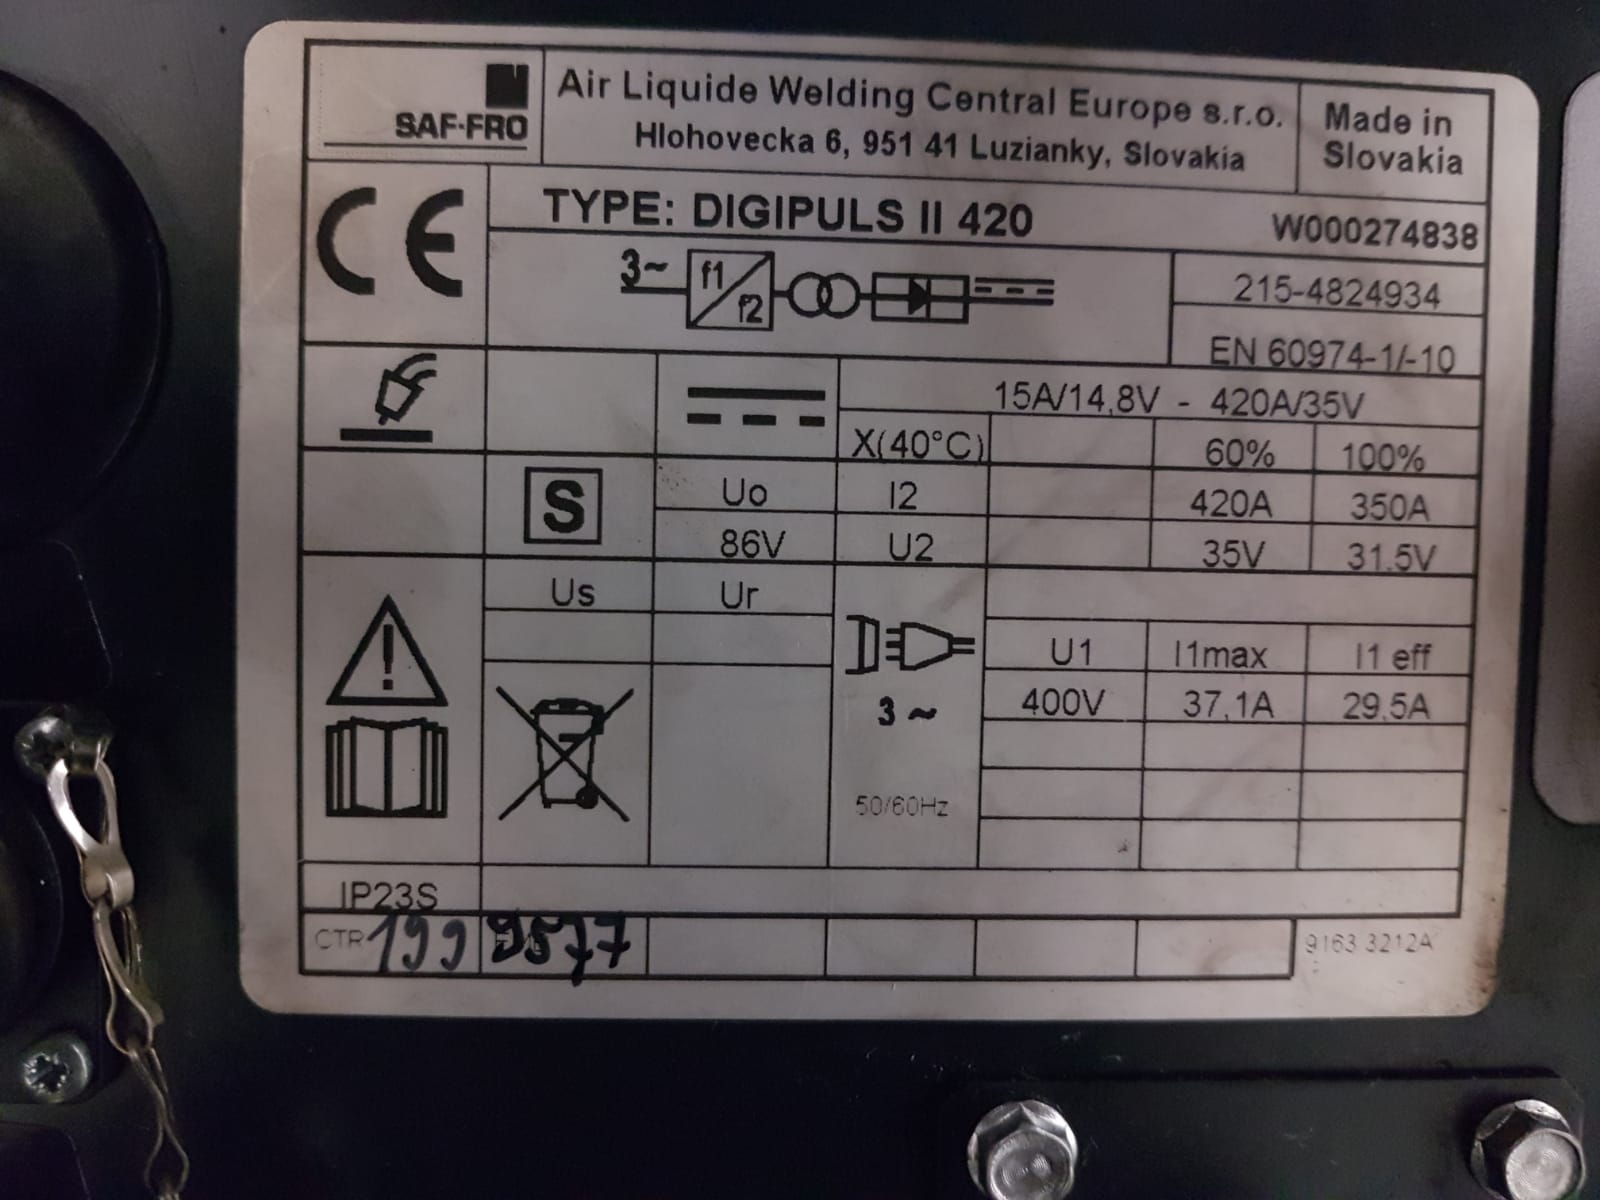 SAF-FRO
Air Liquide Welding Central Europe s.r.o.
Hlohovecka 6, 951 41 Luzianky, Slovakia
Made in
Slovakia
CE
TYPE: DIGIPULS II 420
W000274838
3~
f1
f2
215-4824934
EN 60974-1/-10
15A/14,8V - 420A/35V
X(40°C)
60%
100%
S
Uo
I2
420A
350A
86V
U2
35V
31.5V
Us
Ur
U1
I1max
I1 eff
3 ~
400V
37,1A
29.5A
50/60Hz
IP23S
CTR
199
9577
9163 3212A